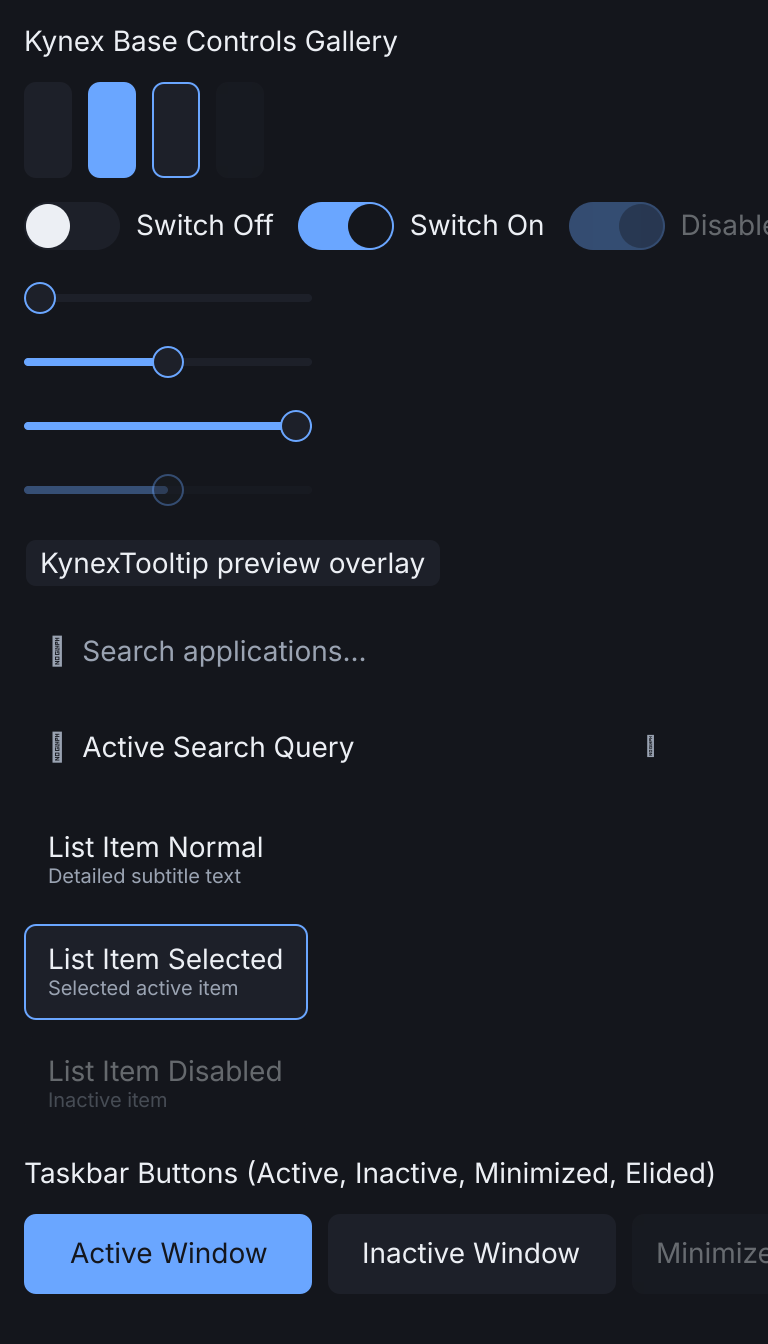 Kynex Base Controls Gallery
Switch Off Switch On Disable
KynexTooltip preview overlay
Search applications...
Active Search Query
List Item Normal
Detailed subtitle text
List Item Selected
Selected active item
List Item Disabled
Inactive item
Taskbar Buttons (Active, Inactive, Minimized, Elided)
Active Window Inactive Window Minimize